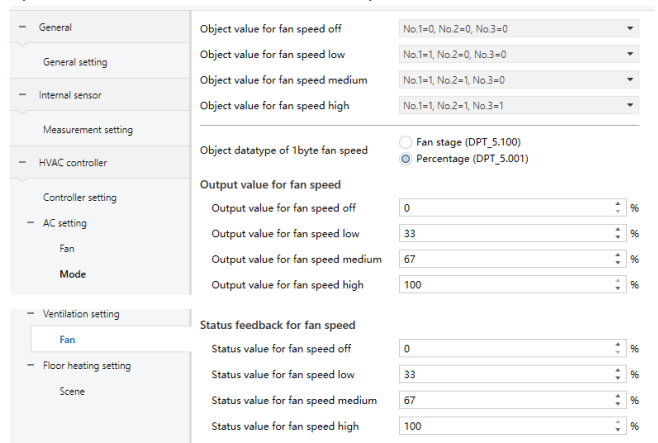 − General
General setting
− Internal sensor
Measurement setting
− HVAC controller
Controller setting
− AC setting
Fan
Mode
− Ventilation setting
Fan
− Floor heating setting
Scene
Object value for fan speed off No.1=0, No.2=0, No.3=0
Object value for fan speed low No.1=1, No.2=0, No.3=0
Object value for fan speed medium No.1=1, No.2=1, No.3=0
Object value for fan speed high No.1=1, No.2=1, No.3=1
Object datatype of 1byte fan speed
Fan stage (DPT_5.100)
Percentage (DPT_5.001)
Output value for fan speed
Output value for fan speed off 0 %
Output value for fan speed low 33 %
Output value for fan speed medium 67 %
Output value for fan speed high 100 %
Status feedback for fan speed
Status value for fan speed off 0 %
Status value for fan speed low 33 %
Status value for fan speed medium 67 %
Status value for fan speed high 100 %